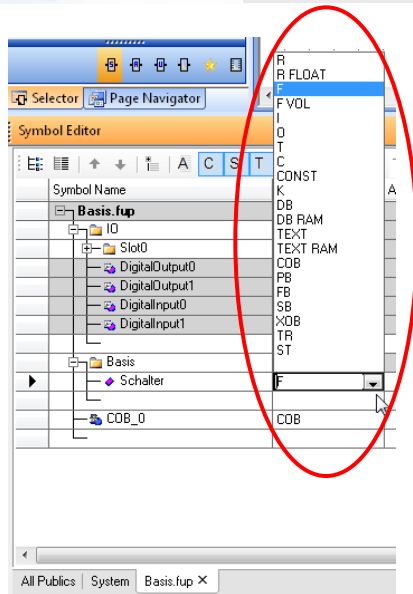 R
R FLOAT
F
F VOL
I
O
T
C
CONST
K
DB
DB RAM
TEXT
TEXT RAM
COB
PB
FB
SB
XOB
TR
ST
Selector Page Navigator
Symbol Editor
A C S T
Symbol Name A
Basis.fup
IO
Slot0
DigitalOutput0
DigitalOutput1
DigitalInput0
DigitalInput1
Basis
Schalter F
COB_0 COB
All Publics System Basis.fup